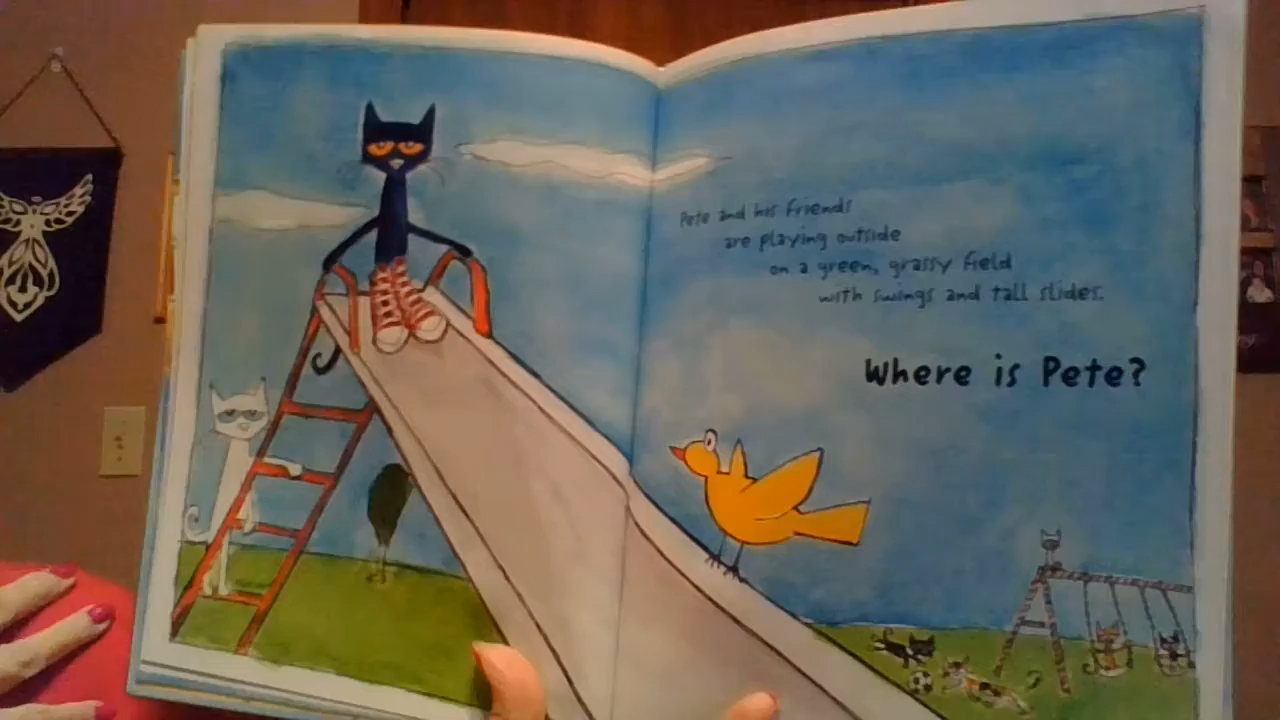 Pete and his friends
are playing outside
on a green, grassy field
with swings and tall slides.
Where is Pete?